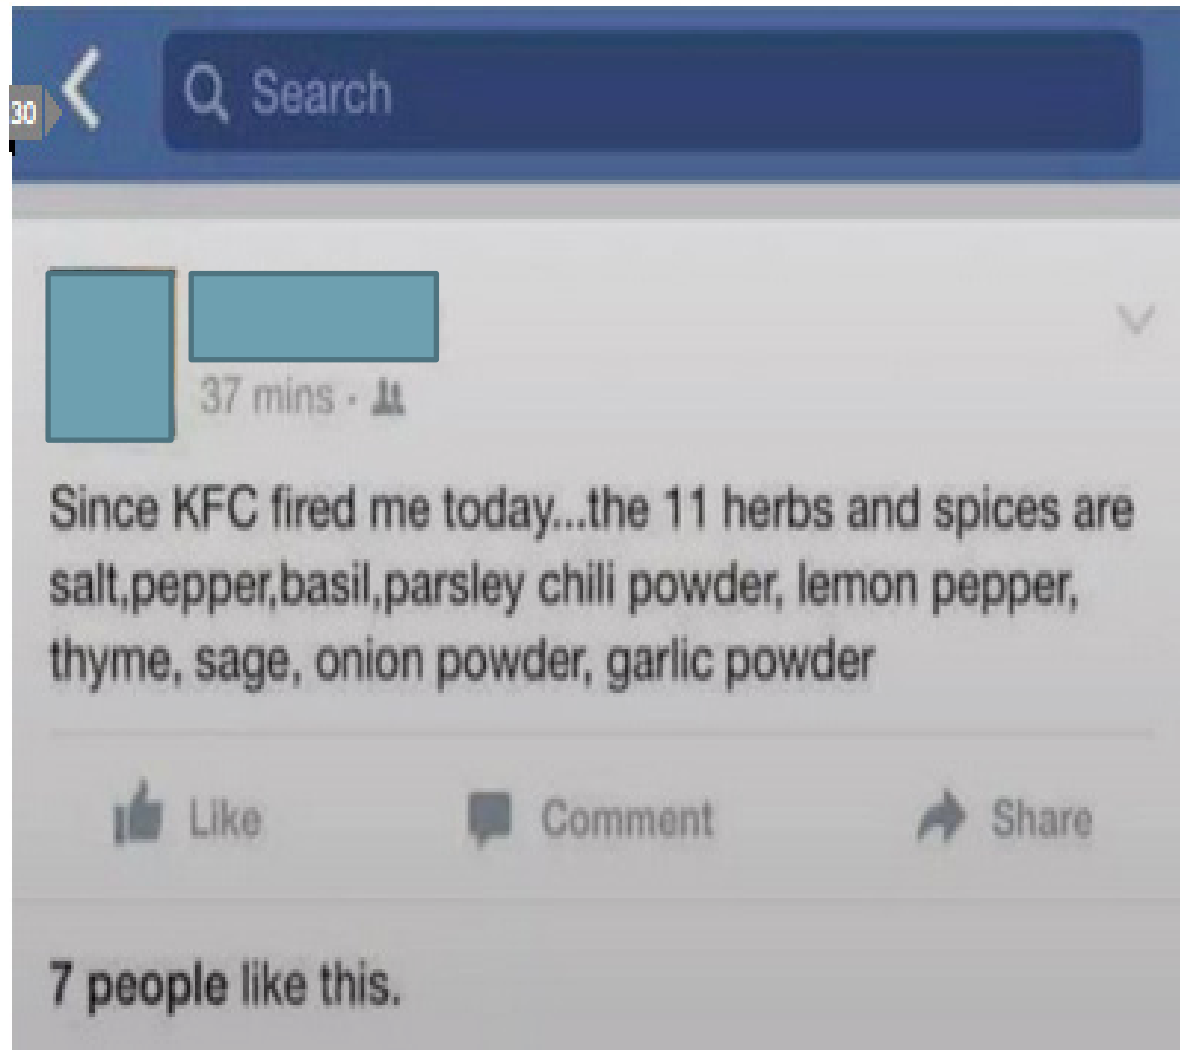 Search
30
37 mins ·
Since KFC fired me today...the 11 herbs and spices are
salt,pepper,basil,parsley chili powder, lemon pepper,
thyme, sage, onion powder, garlic powder
Like Comment Share
7 people like this.